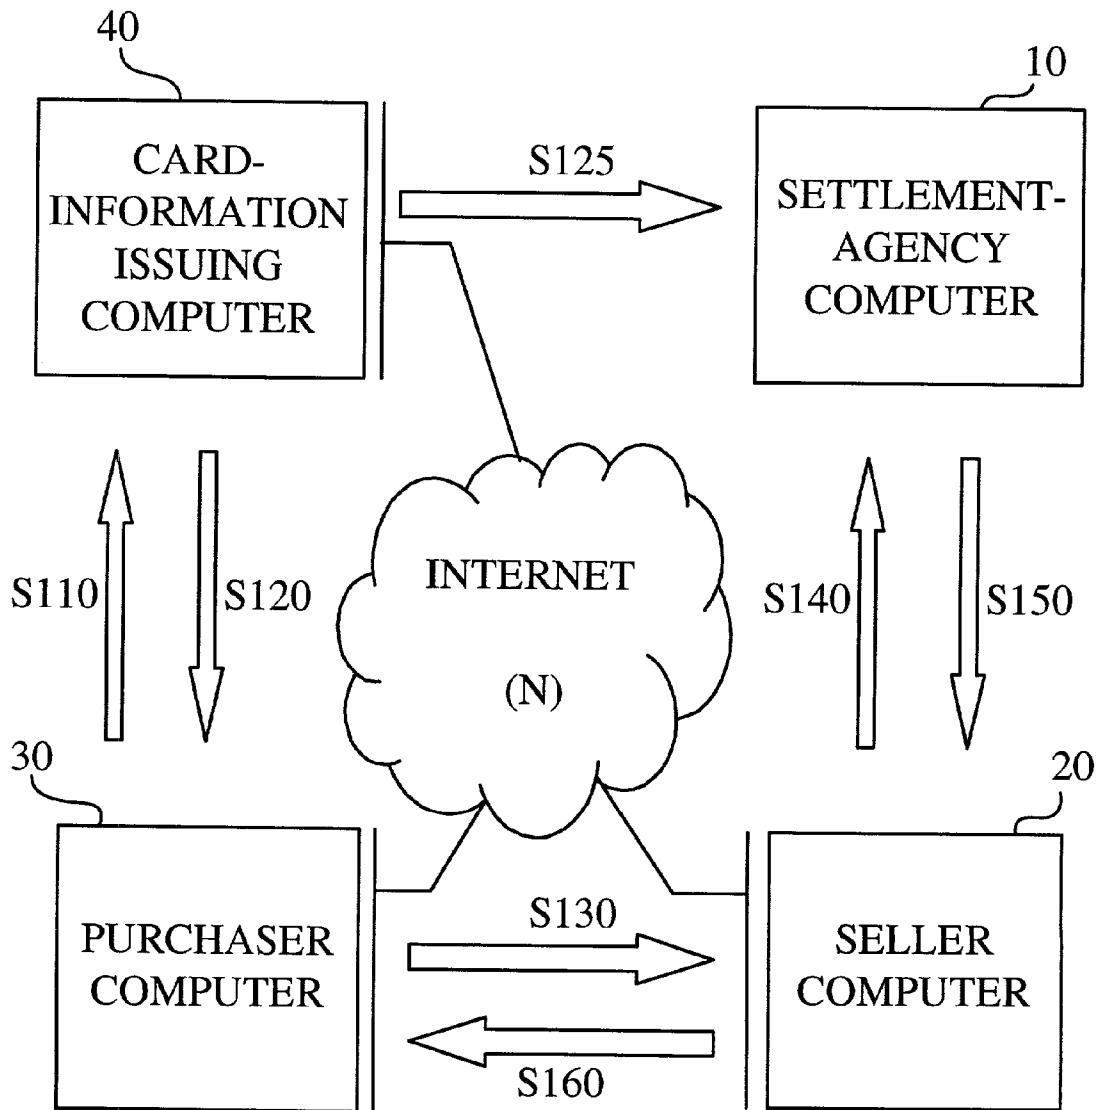 40
10
CARD-
INFORMATION
ISSUING
COMPUTER
S125
SETTLEMENT-
AGENCY
COMPUTER
S110
S120
INTERNET
(N)
S140
S150
30
20
PURCHASER
COMPUTER
S130
S160
SELLER
COMPUTER